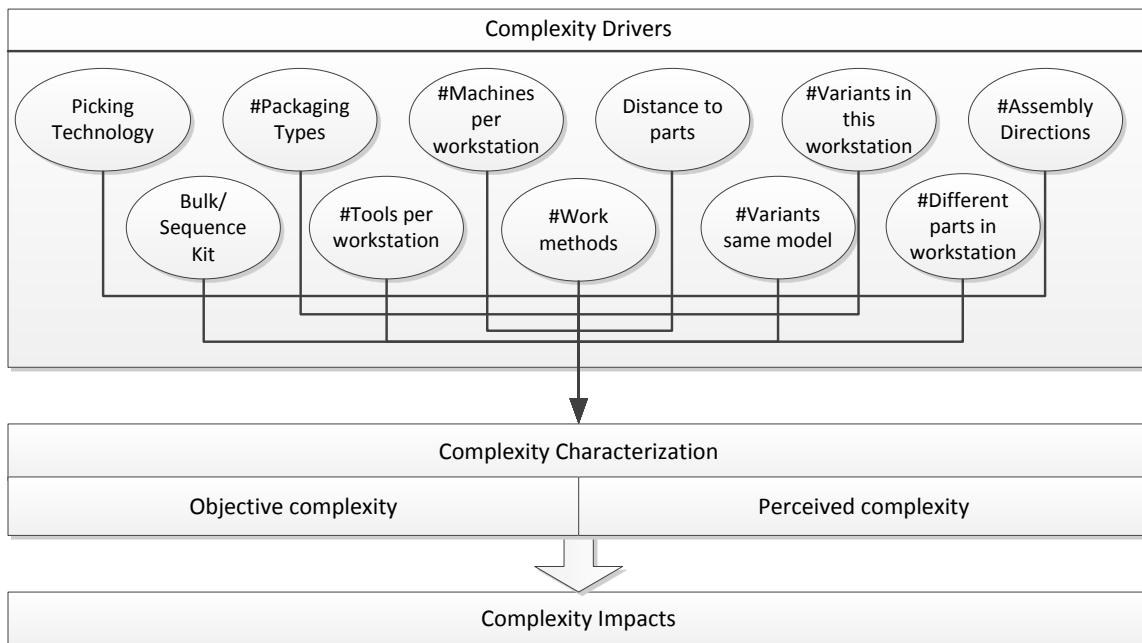 Complexity Drivers
Picking
Technology
#Packaging
Types
#Machines
per
workstation
Distance to
parts
#Variants in
this
workstation
#Assembly
Directions
Bulk/
Sequence
Kit
#Tools per
workstation
#Work
methods
#Variants
same model
#Different
parts in
workstation
Complexity Characterization
Objective complexity
Perceived complexity
Complexity Impacts